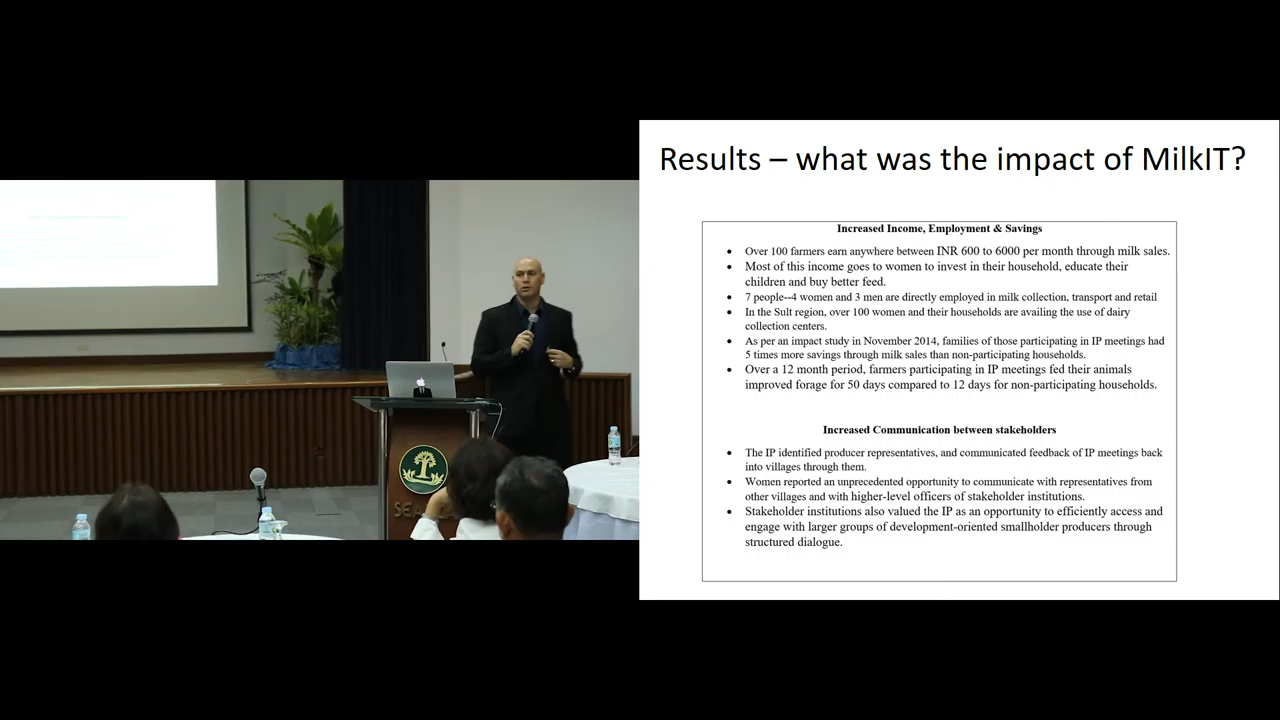 Results – what was the impact of MilkIT?
Increased Income, Employment & Savings
• Over 100 farmers earn anywhere between INR 600 to 6000 per month through milk sales.
• Most of this income goes to women to invest in their household, educate their
children and buy better feed.
• 7 people--4 women and 3 men are directly employed in milk collection, transport and retail
• In the Sult region, over 100 women and their households are availing the use of dairy
collection centers.
• As per an impact study in November 2014, families of those participating in IP meetings had
5 times more savings through milk sales than non-participating households.
• Over a 12 month period, farmers participating in IP meetings fed their animals
improved forage for 50 days compared to 12 days for non-participating households.
Increased Communication between stakeholders
• The IP identified producer representatives, and communicated feedback of IP meetings back
into villages through them.
• Women reported an unprecedented opportunity to communicate with representatives from
other villages and with higher-level officers of stakeholder institutions.
• Stakeholder institutions also valued the IP as an opportunity to efficiently access and
engage with larger groups of development-oriented smallholder producers through
structured dialogue.